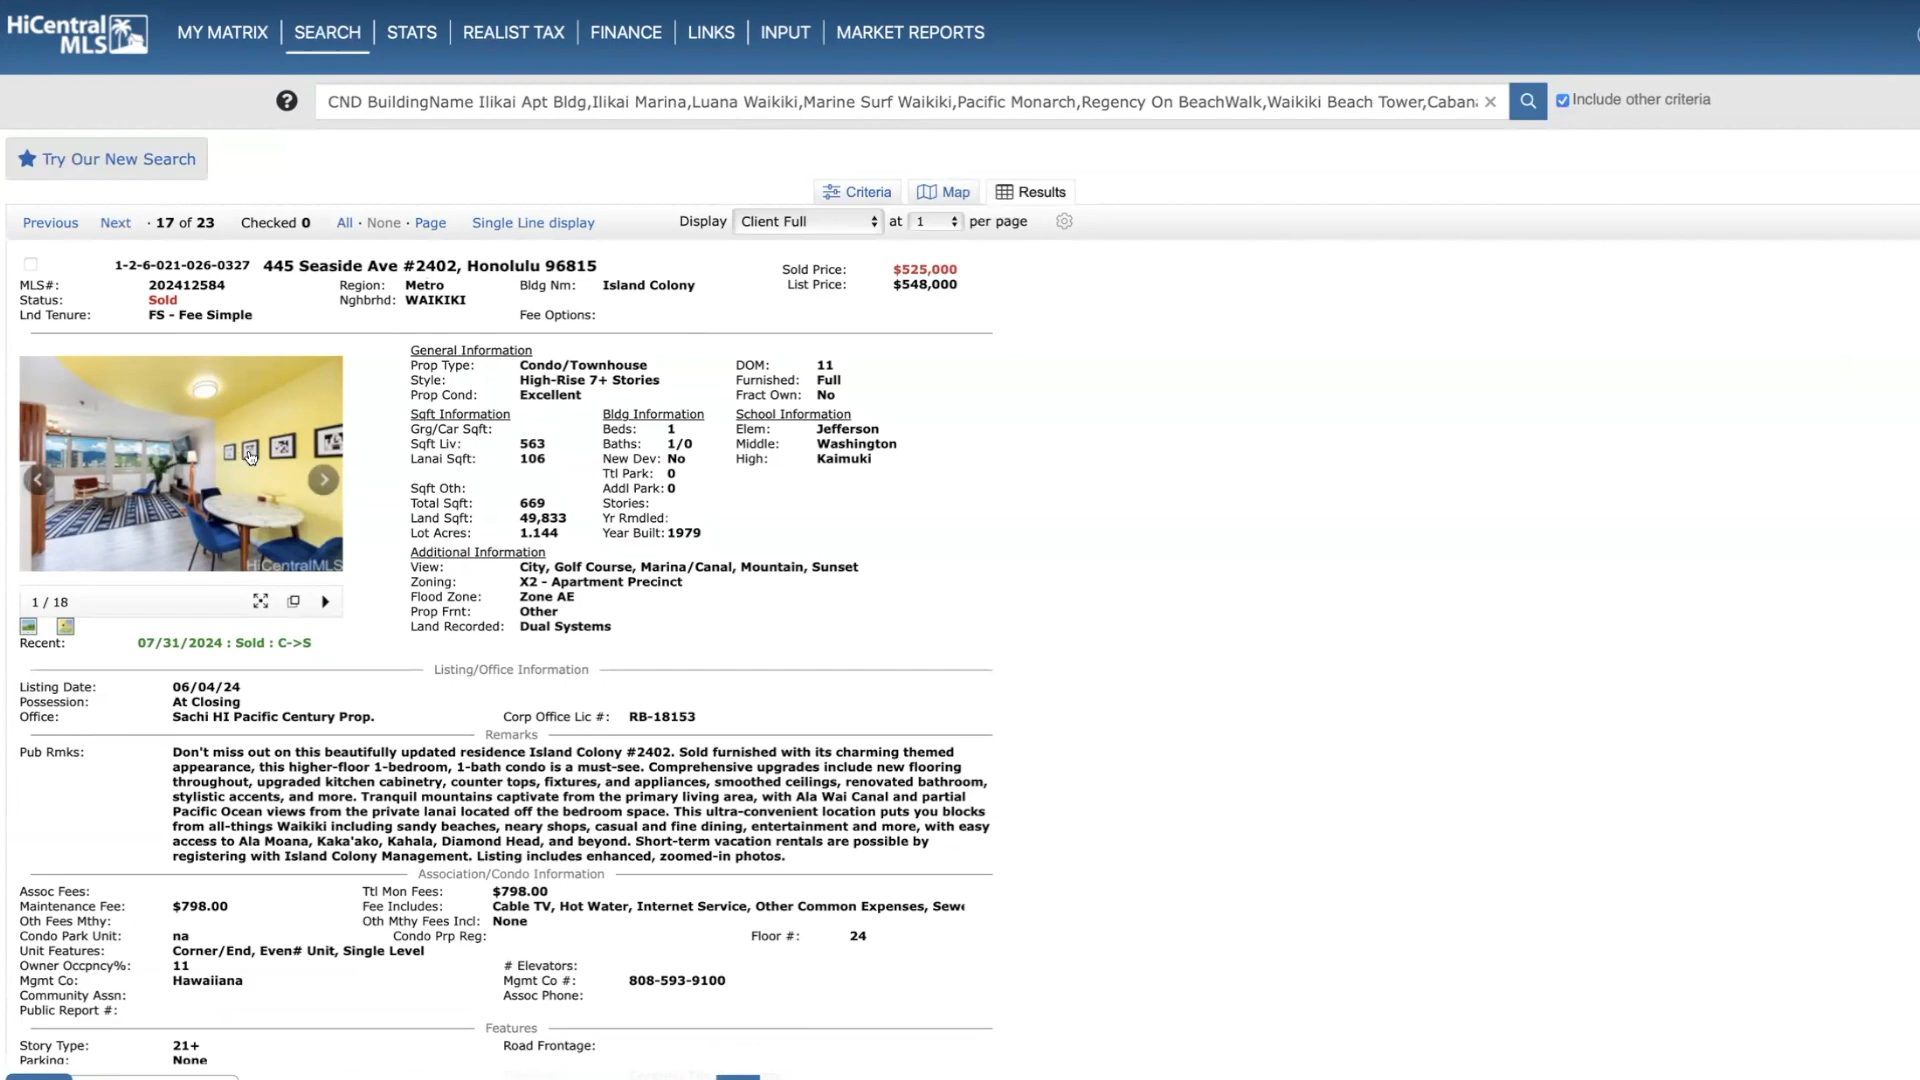 HiCentral MLS
MY MATRIX SEARCH STATS REALIST TAX FINANCE LINKS INPUT MARKET REPORTS
? CND BuildingName Ilikai Apt Bldg,Ilikai Marina,Luana Waikiki,Marine Surf Waikiki,Pacific Monarch,Regency On BeachWalk,Waikiki Beach Tower,Cabana Include other criteria
Try Our New Search
Criteria Map Results
Previous Next · 17 of 23 Checked 0 All · None · Page Single Line display Display Client Full at 1 per page
1-2-6-021-026-0327 445 Seaside Ave #2402, Honolulu 96815 Sold Price: $525,000
MLS#: 202412584 Region: Metro Bldg Nm: Island Colony List Price: $548,000
Status: Sold Nghbrhd: WAIKIKI
Lnd Tenure: FS - Fee Simple Fee Options:
General Information
Prop Type: Condo/Townhouse DOM: 11
Style: High-Rise 7+ Stories Furnished: Full
Prop Cond: Excellent Fract Own: No
Sqft Information Bldg Information School Information
Grg/Car Sqft: Beds: 1 Elem: Jefferson
Sqft Liv: 563 Baths: 1/0 Middle: Washington
Lanai Sqft: 106 New Dev: No High: Kaimuki
Ttl Park: 0
Sqft Oth: Addl Park: 0
Total Sqft: 669 Stories:
Land Sqft: 49,833 Yr Rmdled:
Lot Acres: 1.144 Year Built: 1979
Additional Information
View: City, Golf Course, Marina/Canal, Mountain, Sunset
Zoning: X2 - Apartment Precinct
Flood Zone: Zone AE
Prop Frnt: Other
Land Recorded: Dual Systems
HiCentralMLS
1 / 18
Recent: 07/31/2024 : Sold : C->S
Listing/Office Information
Listing Date: 06/04/24
Possession: At Closing
Office: Sachi HI Pacific Century Prop. Corp Office Lic #: RB-18153
Remarks
Pub Rmks: Don't miss out on this beautifully updated residence Island Colony #2402. Sold furnished with its charming themed
appearance, this higher-floor 1-bedroom, 1-bath condo is a must-see. Comprehensive upgrades include new flooring
throughout, upgraded kitchen cabinetry, counter tops, fixtures, and appliances, smoothed ceilings, renovated bathroom,
stylistic accents, and more. Tranquil mountains captivate from the primary living area, with Ala Wai Canal and partial
Pacific Ocean views from the private lanai located off the bedroom space. This ultra-convenient location puts you blocks
from all-things Waikiki including sandy beaches, neary shops, casual and fine dining, entertainment and more, with easy
access to Ala Moana, Kaka'ako, Kahala, Diamond Head, and beyond. Short-term vacation rentals are possible by
registering with Island Colony Management. Listing includes enhanced, zoomed-in photos.
Association/Condo Information
Assoc Fees: Ttl Mon Fees: $798.00
Maintenance Fee: $798.00 Fee Includes: Cable TV, Hot Water, Internet Service, Other Common Expenses, Sewe
Oth Fees Mthy: Oth Mthy Fees Incl: None
Condo Park Unit: na Condo Prp Reg: Floor #: 24
Unit Features: Corner/End, Even# Unit, Single Level
Owner Occpncy%: 11 # Elevators:
Mgmt Co: Hawaiiana Mgmt Co #: 808-593-9100
Community Assn: Assoc Phone:
Public Report #:
Features
Story Type: 21+ Road Frontage:
Parking: None